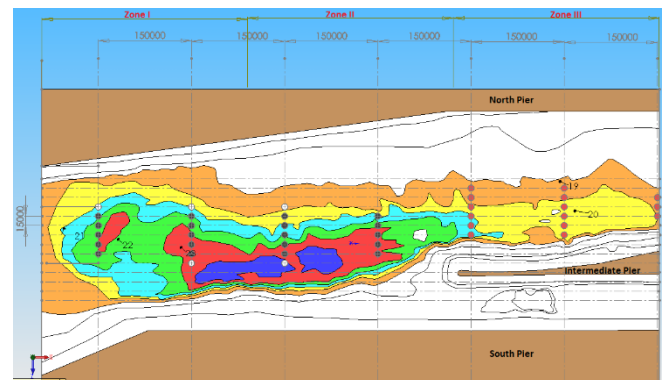 Zone I Zone II Zone III
150000 150000 150000 150000 150000 150000
North Pier
19
15000
20
21
22
Intermediate Pier
South Pier